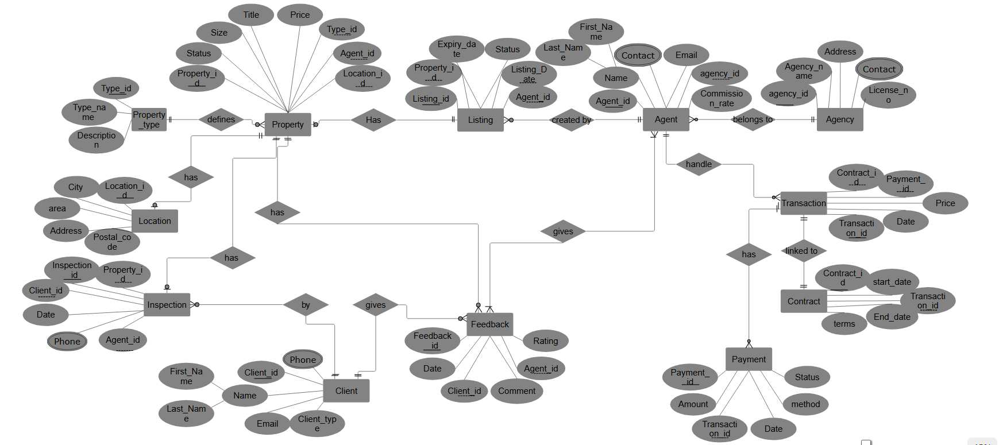 Title
Price
Size
Type_id
Status
Agent_id
Property_i
d
Location_i
d
Type_id
Type_na
me
Descriptio
n
Property
_type
defines
Property
Has
Expiry_da
te
Status
Property_i
d
Listing_D
ate
Listing_id
Agent_id
Listing
created by
First_Na
me
Last_Nam
e
Contact
Email
Name
agency_id
Agent_id
Commissio
n_rate
Agent
belongs to
Address
Agency_n
ame
Contact
agency_id
License_n
o
Agency
has
City
Location_i
d
area
Location
Address
Postal_co
de
has
has
gives
handle
Contract_i
d
Payment_
id
Transaction
Price
Transacti
on_id
Date
has
linked to
Inspection
id
Property_i
d
Client_id
Inspection
Date
Phone
Agent_id
by
gives
Contract_i
d
start_date
Contract
Transacti
on_id
End_date
terms
Feedback
Feedback
id
Rating
Date
Agent_id
Client_id
Comment
Phone
First_Na
me
Client_id
Name
Client
Last_Nam
e
Email
Client_typ
e
Payment
Payment_
id
Status
Amount
method
Transacti
on_id
Date